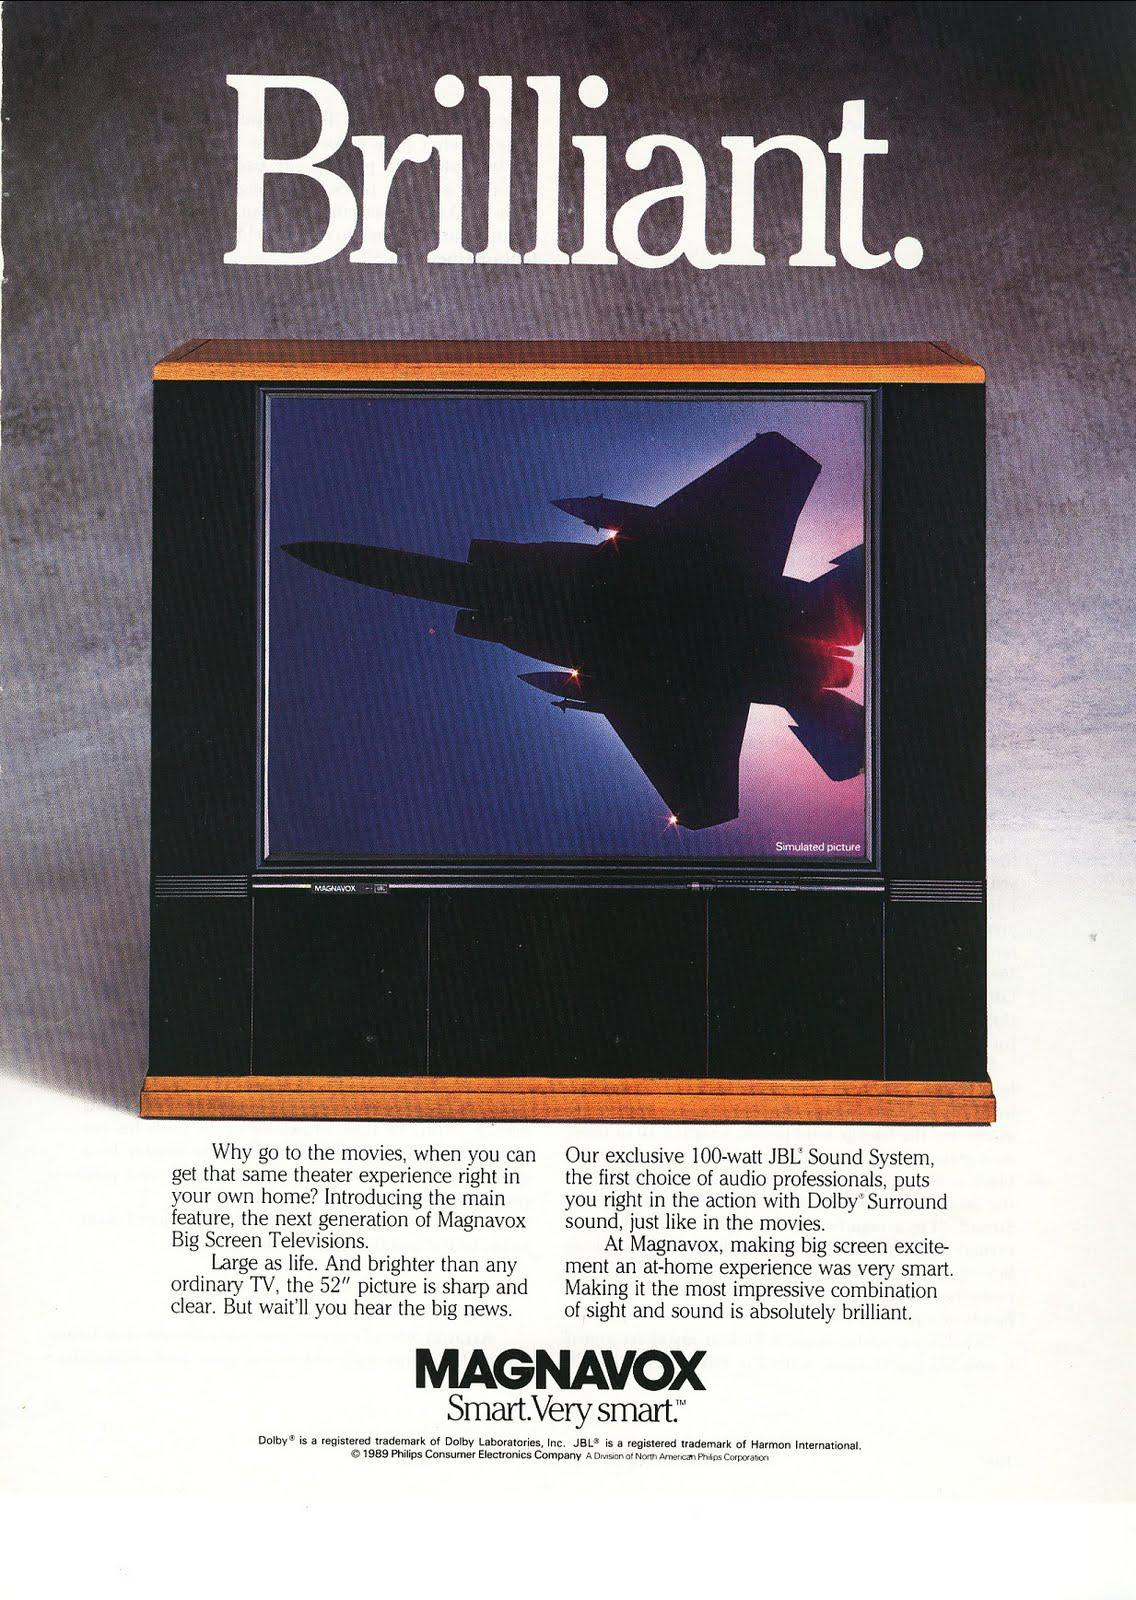 Brilliant.
Simulated picture
MAGNAVOX
Why go to the movies, when you can
get that same theater experience right in
your own home? Introducing the main
feature, the next generation of Magnavox
Big Screen Televisions.
Large as life. And brighter than any
ordinary TV, the 52" picture is sharp and
clear. But wait'll you hear the big news.
Our exclusive 100-watt JBL® Sound System,
the first choice of audio professionals, puts
you right in the action with Dolby® Surround
sound, just like in the movies.
At Magnavox, making big screen excite-
ment an at-home experience was very smart.
Making it the most impressive combination
of sight and sound is absolutely brilliant.
MAGNAVOX
Smart. Very smart.™
Dolby® is a registered trademark of Dolby Laboratories, Inc. JBL® is a registered trademark of Harmon International.
© 1989 Philips Consumer Electronics Company A Division of North American Philips Corporation